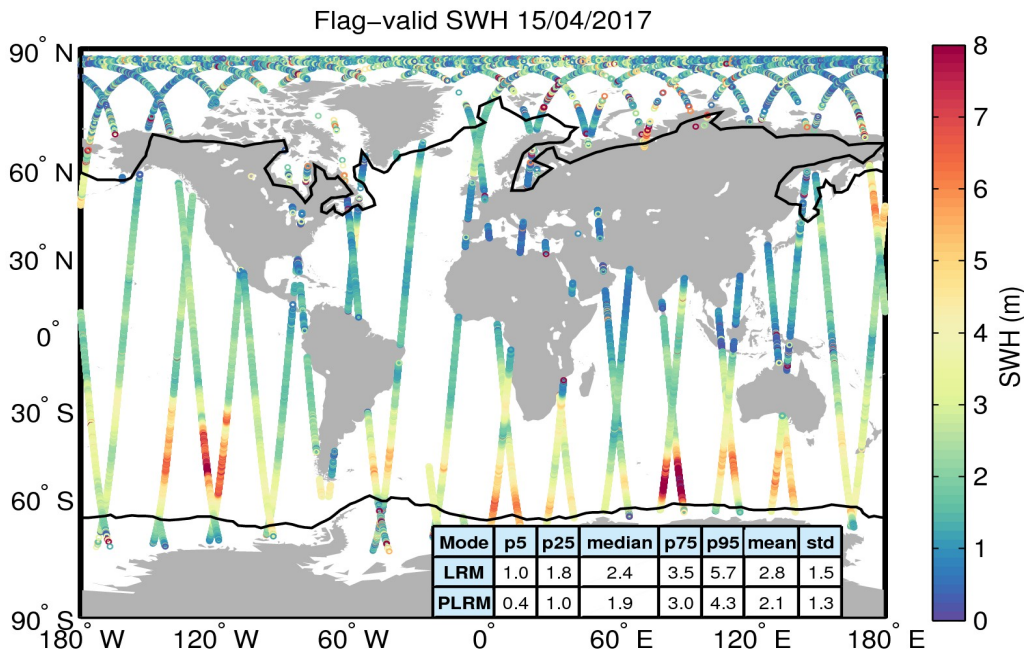 Flag−valid SWH 15/04/2017
90° N
60° N
30° N
0°
30° S
60° S
90° S
180° W
120° W
60° W
0°
60° E
120° E
180° E
8
7
6
5
4
3
2
1
0
SWH (m)
Mode p5 p25 median p75 p95 mean std
LRM 1.0 1.8 2.4 3.5 5.7 2.8 1.5
PLRM 0.4 1.0 1.9 3.0 4.3 2.1 1.3